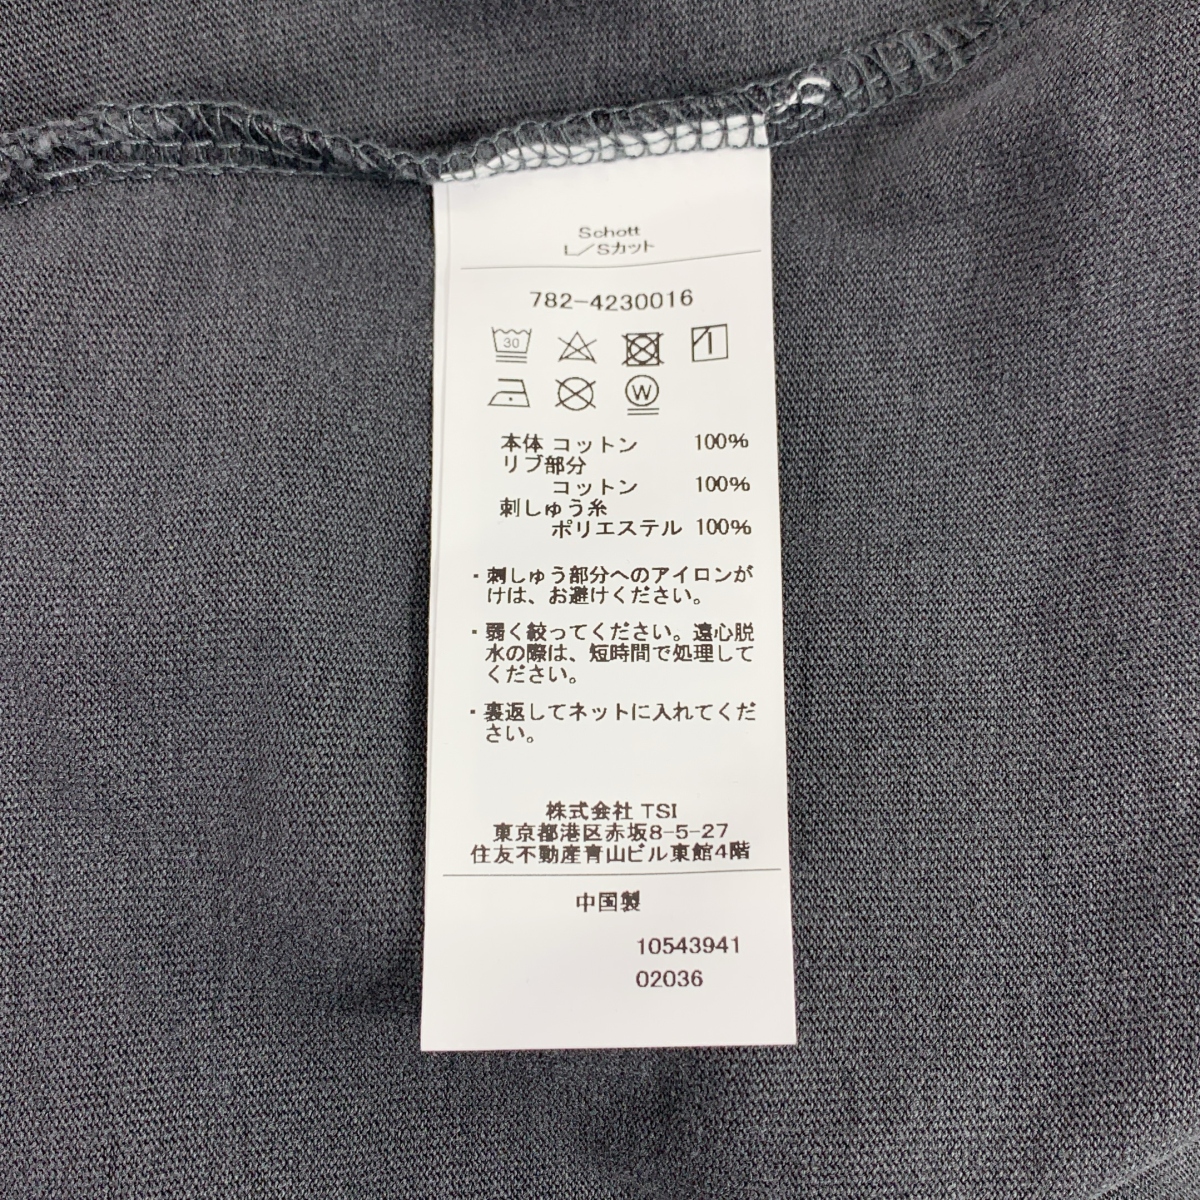 Schott
L／Sカット
782-4230016
30
W
本体 コットン 100%
リブ部分
コットン 100%
刺しゅう糸
ポリエステル 100%
・刺しゅう部分へのアイロンが
けは、お避けください。
・弱く絞ってください。遠心脱
水の際は、短時間で処理して
ください。
・裏返してネットに入れてくだ
さい。
株式会社 TSI
東京都港区赤坂8-5-27
住友不動産青山ビル東館4階
中国製
10543941
02036